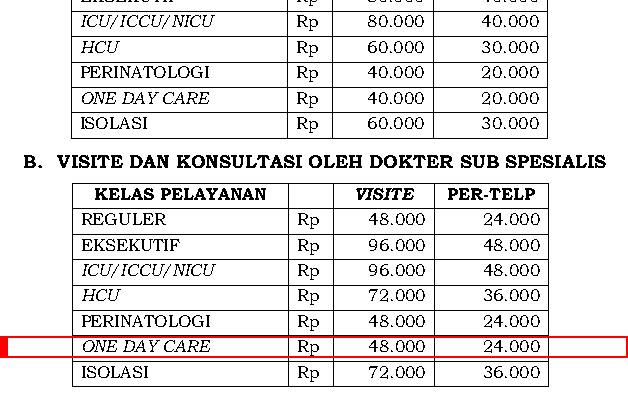 ICU/ICCU/NICU Rp 80.000 40.000
HCU Rp 60.000 30.000
PERINATOLOGI Rp 40.000 20.000
ONE DAY CARE Rp 40.000 20.000
ISOLASI Rp 60.000 30.000
B. VISITE DAN KONSULTASI OLEH DOKTER SUB SPESIALIS
KELAS PELAYANAN VISITE PER-TELP
REGULER Rp 48.000 24.000
EKSEKUTIF Rp 96.000 48.000
ICU/ICCU/NICU Rp 96.000 48.000
HCU Rp 72.000 36.000
PERINATOLOGI Rp 48.000 24.000
ONE DAY CARE Rp 48.000 24.000
ISOLASI Rp 72.000 36.000